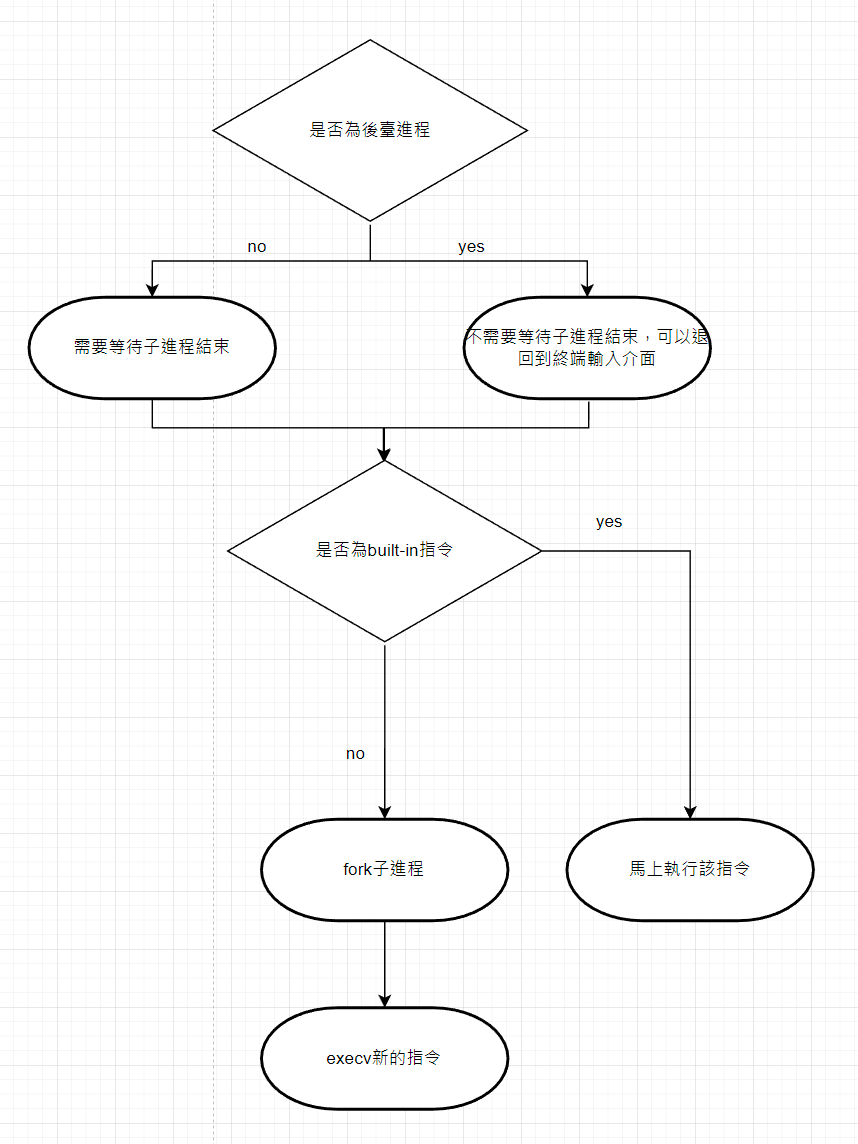 是否為後臺進程
no
yes
需要等待子進程結束
不需要等待子進程結束，可以退
回到終端輸入介面
是否為built-in指令
yes
no
fork子進程
馬上執行該指令
execv新的指令